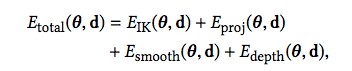 E_total(θ, d) = E_IK(θ, d) + E_proj(θ, d)
+ E_smooth(θ, d) + E_depth(θ, d),